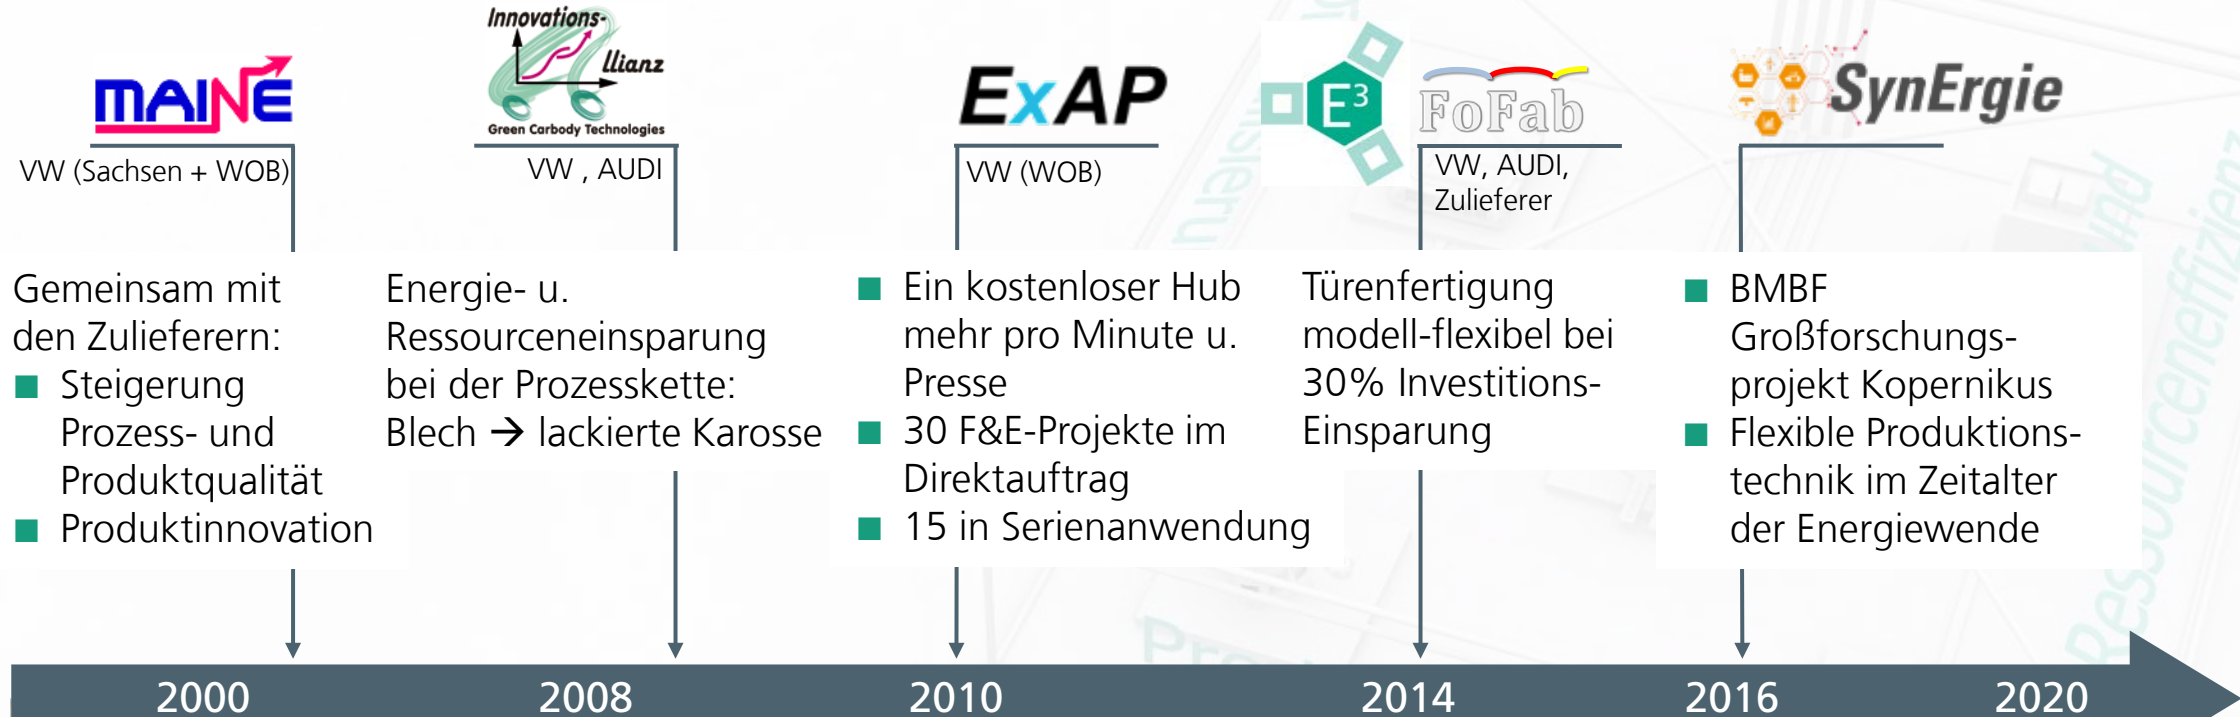 MAINE
VW (Sachsen + WOB)
Gemeinsam mit
den Zulieferern:
■ Steigerung
Prozess- und
Produktqualität
■ Produktinnovation
Innovations-
llianz
Green Carbody Technologies
VW , AUDI
Energie- u.
Ressourceneinsparung
bei der Prozesskette:
Blech → lackierte Karosse
ExAP
VW (WOB)
■ Ein kostenloser Hub
mehr pro Minute u.
Presse
■ 30 F&E-Projekte im
Direktauftrag
■ 15 in Serienanwendung
E³
FoFab
VW, AUDI,
Zulieferer
Türenfertigung
modell-flexibel bei
30% Investitions-
Einsparung
SynErgie
■ BMBF
Großforschungs-
projekt Kopernikus
■ Flexible Produktions-
technik im Zeitalter
der Energiewende
und
Ressourceneffizienz
2000 2008 2010 2014 2016 2020